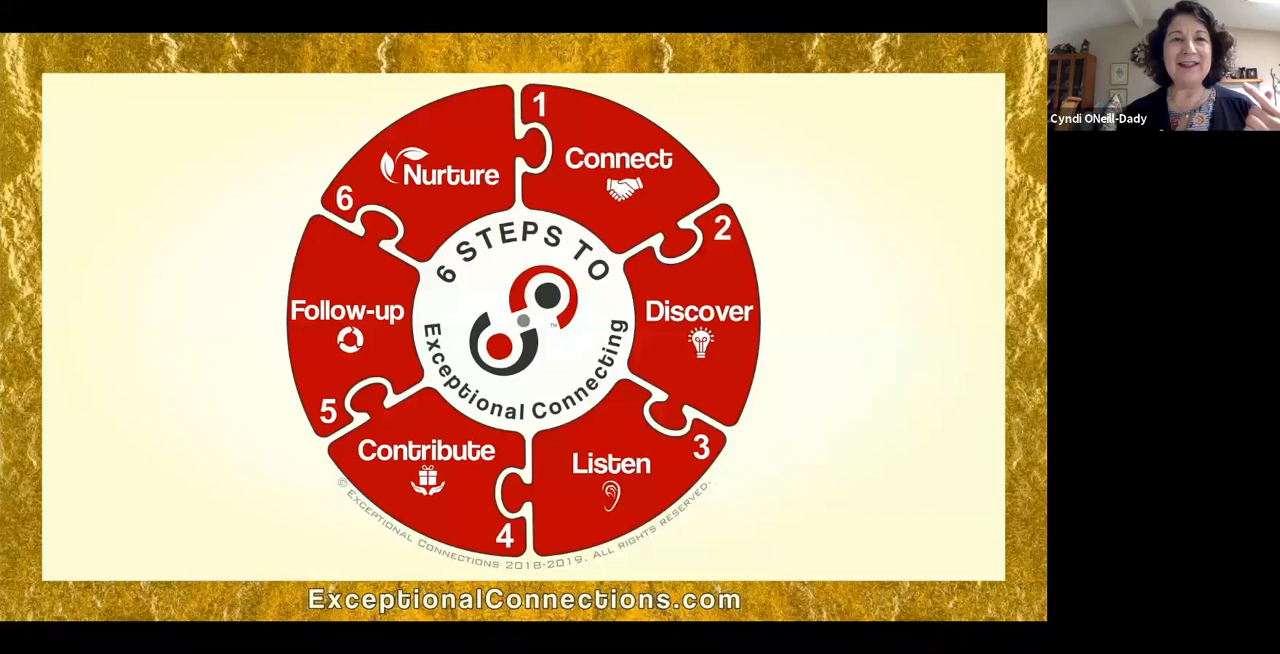 1
Connect
2
Discover
3
Listen
4
Contribute
5
Follow-up
6
Nurture
6 STEPS TO
Exceptional Connecting
TM
© EXCEPTIONAL CONNECTIONS 2018-2019. ALL RIGHTS RESERVED.
ExceptionalConnections.com
Cyndi ONeill-Dady